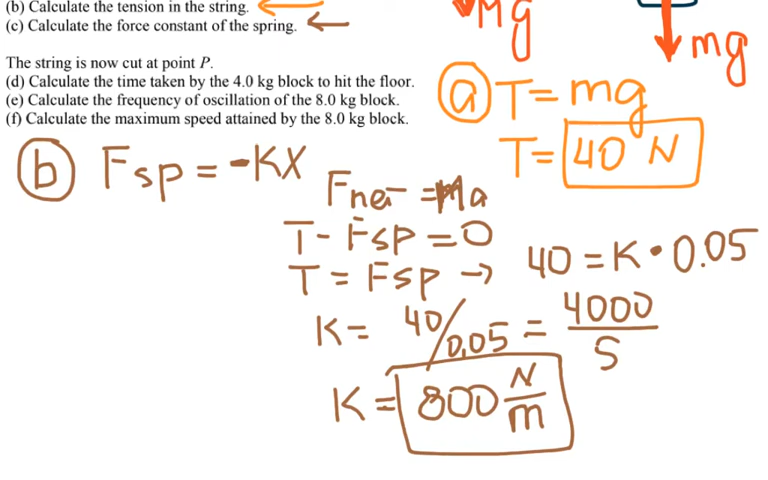 (b) Calculate the tension in the string.
(c) Calculate the force constant of the spring.
Mg
mg
The string is now cut at point P.
(d) Calculate the time taken by the 4.0 kg block to hit the floor.
(e) Calculate the frequency of oscillation of the 8.0 kg block.
(f) Calculate the maximum speed attained by the 8.0 kg block.
a T = mg
T = 40 N
b Fsp = -KX
Fnet = Ma
T - Fsp = 0
T = Fsp → 40 = K • 0.05
K = 40/0.05 = 4000/5
K = 800 N/m